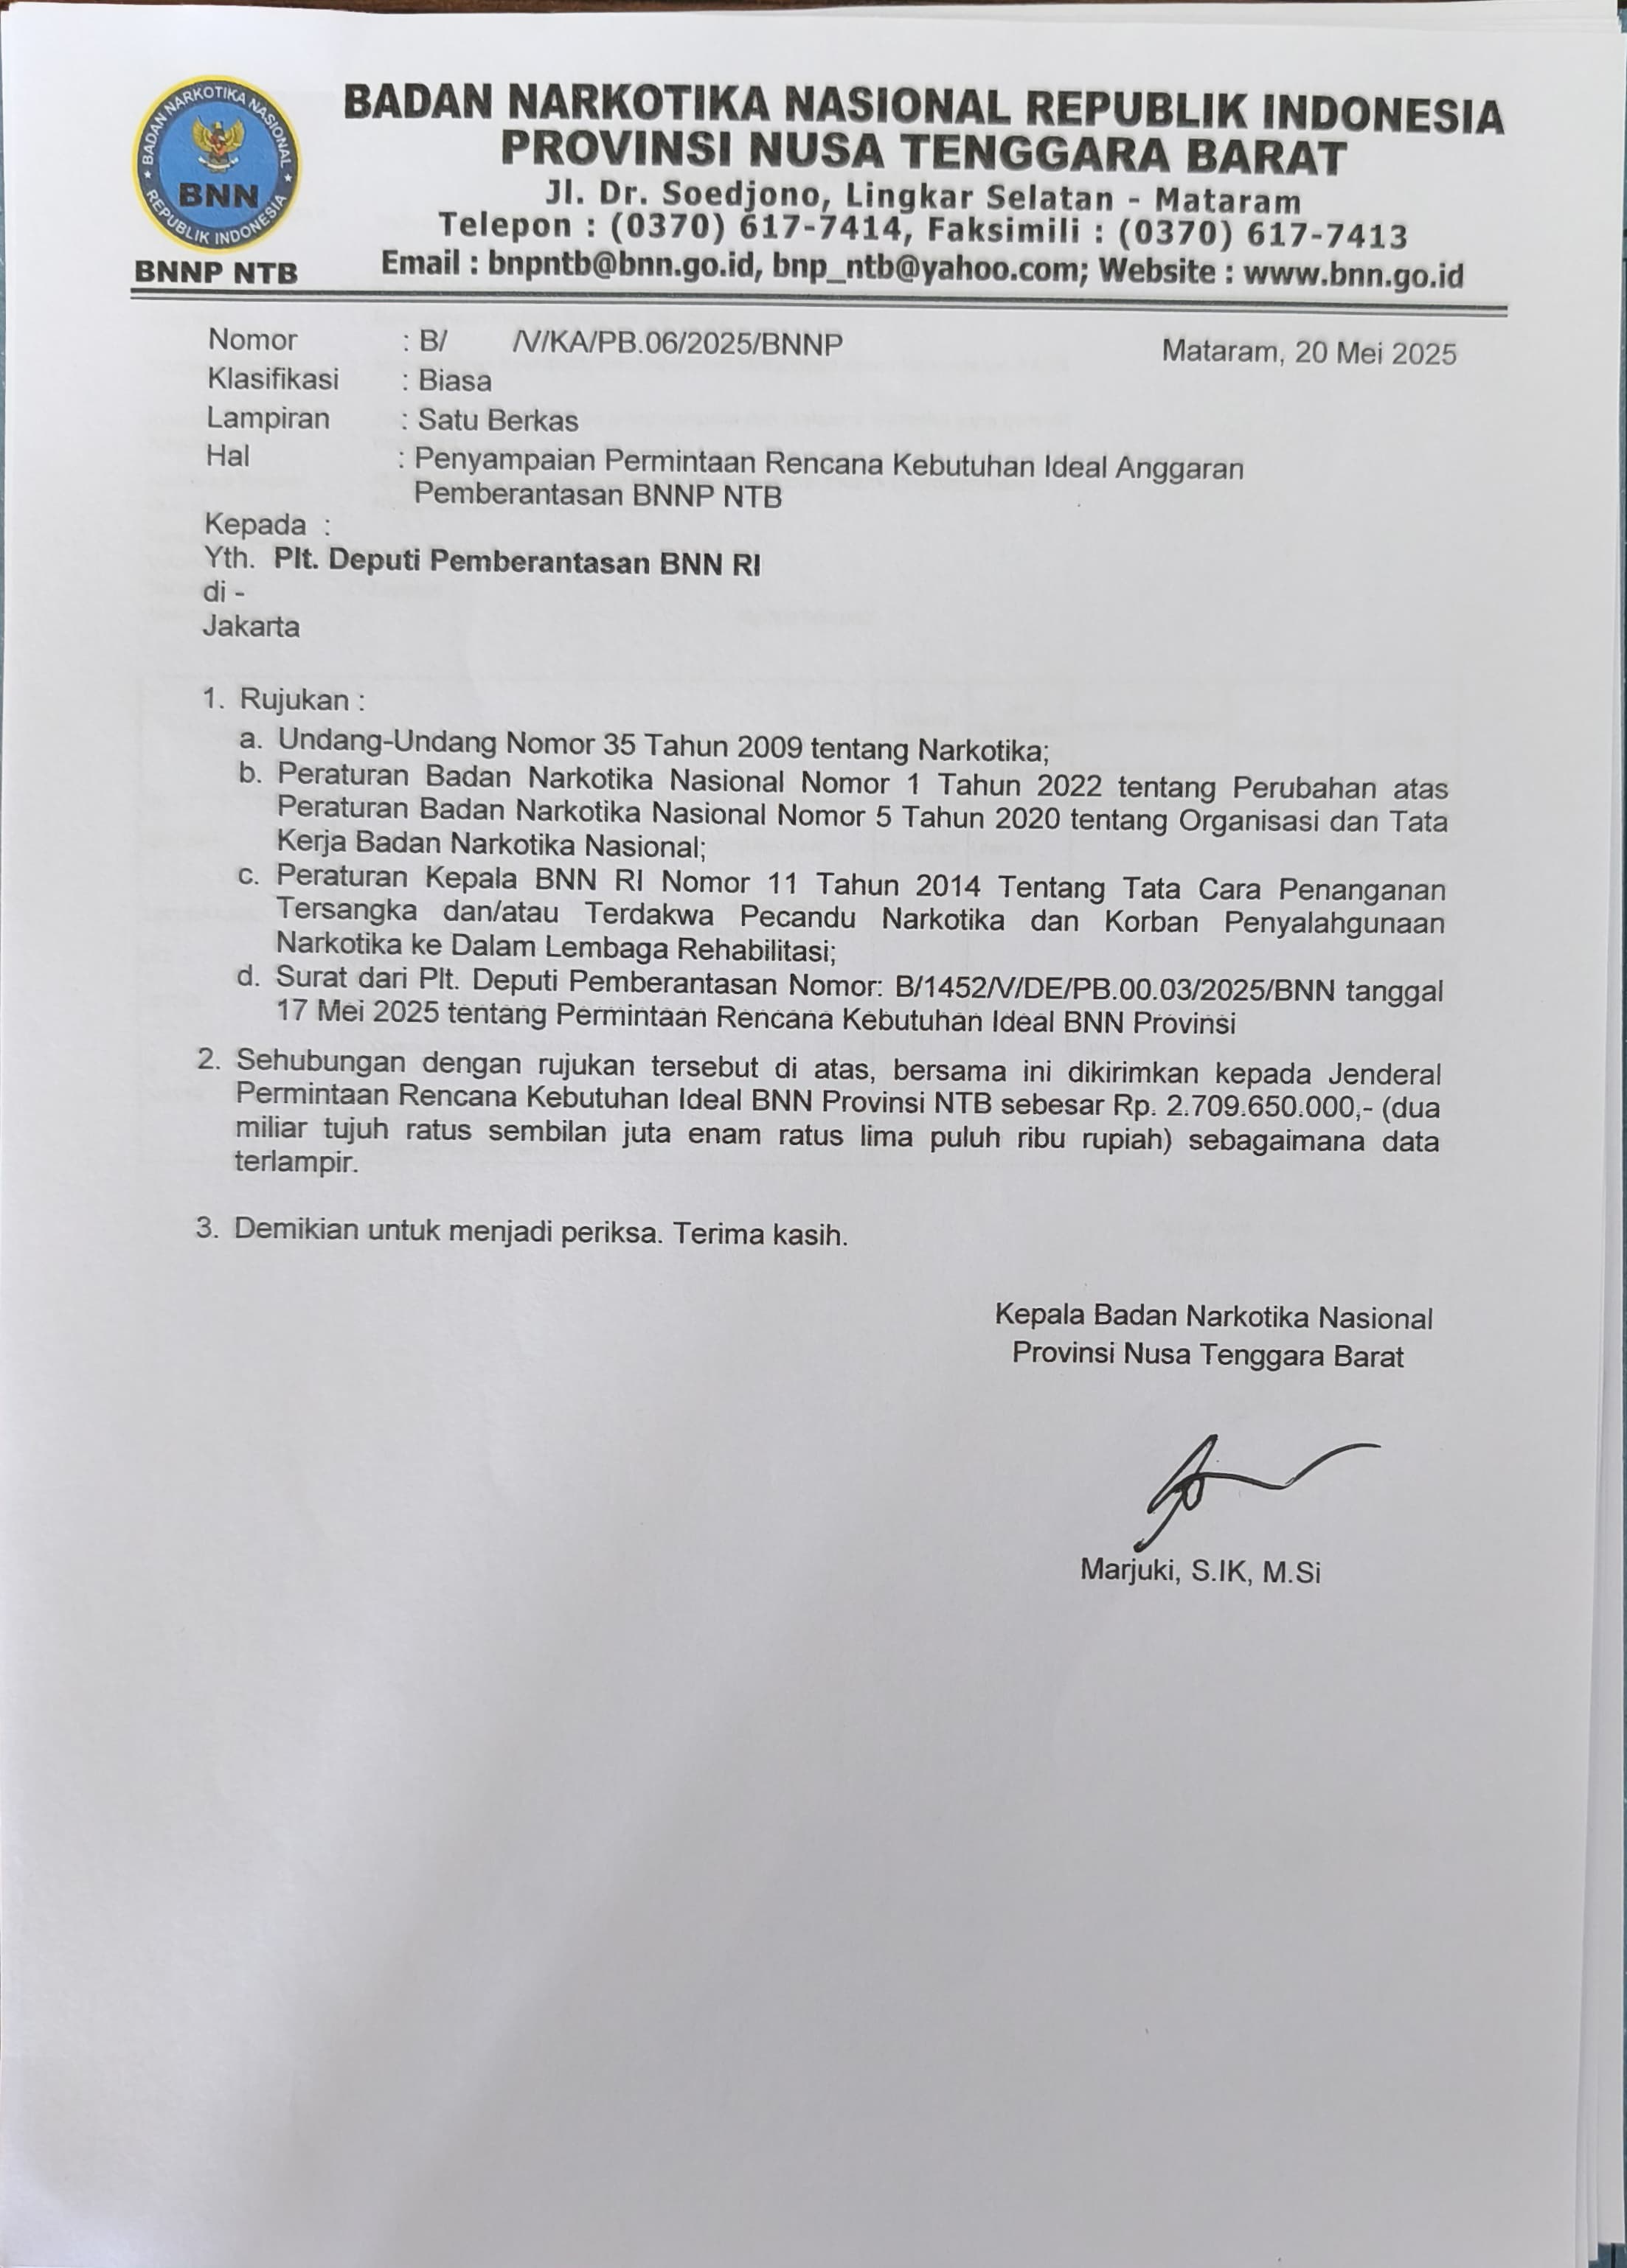 BADAN NARKOTIKA NASIONAL
REPUBLIK INDONESIA
BNN
BNNP NTB
BADAN NARKOTIKA NASIONAL REPUBLIK INDONESIA
PROVINSI NUSA TENGGARA BARAT
Jl. Dr. Soedjono, Lingkar Selatan - Mataram
Telepon : (0370) 617-7414, Faksimili : (0370) 617-7413
Email : bnpntb@bnn.go.id, bnp_ntb@yahoo.com; Website : www.bnn.go.id
Nomor : B/ /V/KA/PB.06/2025/BNNP Mataram, 20 Mei 2025
Klasifikasi : Biasa
Lampiran : Satu Berkas
Hal : Penyampaian Permintaan Rencana Kebutuhan Ideal Anggaran
Pemberantasan BNNP NTB
Kepada :
Yth. Plt. Deputi Pemberantasan BNN RI
di -
Jakarta
1. Rujukan :
a. Undang-Undang Nomor 35 Tahun 2009 tentang Narkotika;
b. Peraturan Badan Narkotika Nasional Nomor 1 Tahun 2022 tentang Perubahan atas
Peraturan Badan Narkotika Nasional Nomor 5 Tahun 2020 tentang Organisasi dan Tata
Kerja Badan Narkotika Nasional;
c. Peraturan Kepala BNN RI Nomor 11 Tahun 2014 Tentang Tata Cara Penanganan
Tersangka dan/atau Terdakwa Pecandu Narkotika dan Korban Penyalahgunaan
Narkotika ke Dalam Lembaga Rehabilitasi;
d. Surat dari Plt. Deputi Pemberantasan Nomor: B/1452/V/DE/PB.00.03/2025/BNN tanggal
17 Mei 2025 tentang Permintaan Rencana Kebutuhan Ideal BNN Provinsi
2. Sehubungan dengan rujukan tersebut di atas, bersama ini dikirimkan kepada Jenderal
Permintaan Rencana Kebutuhan Ideal BNN Provinsi NTB sebesar Rp. 2.709.650.000,- (dua
miliar tujuh ratus sembilan juta enam ratus lima puluh ribu rupiah) sebagaimana data
terlampir.
3. Demikian untuk menjadi periksa. Terima kasih.
Kepala Badan Narkotika Nasional
Provinsi Nusa Tenggara Barat
Marjuki, S.IK, M.Si